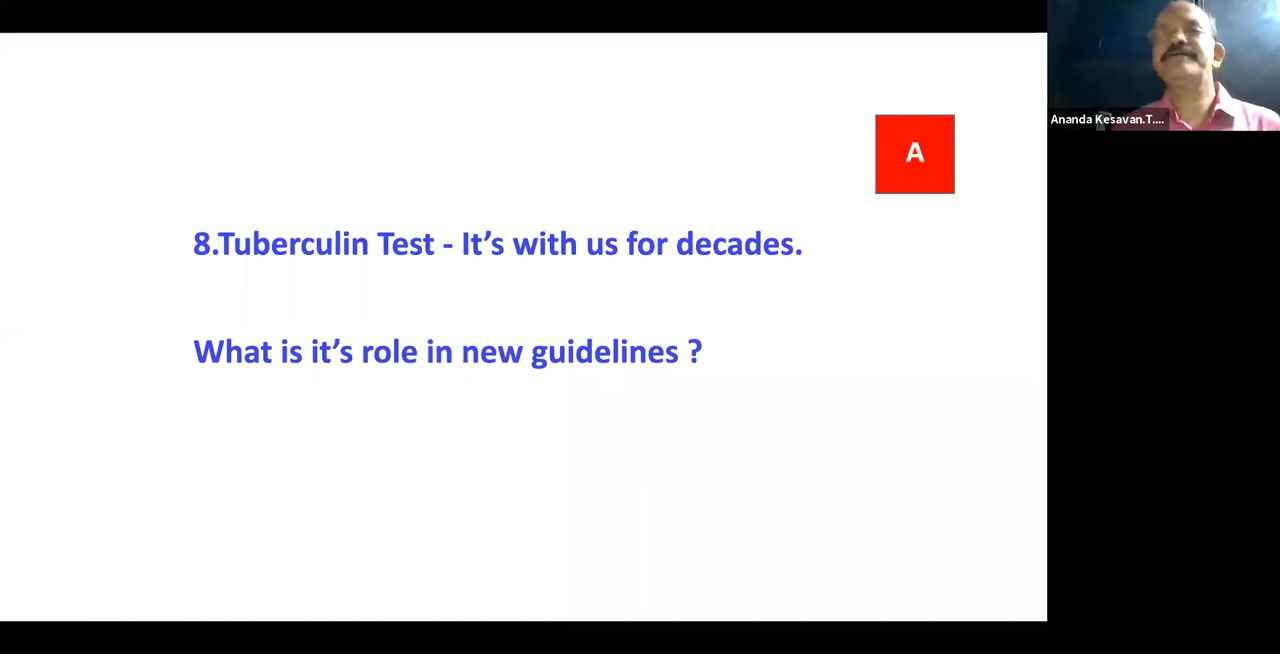 A
Ananda Kesavan.T....
8.Tuberculin Test - It's with us for decades.
What is it's role in new guidelines ?